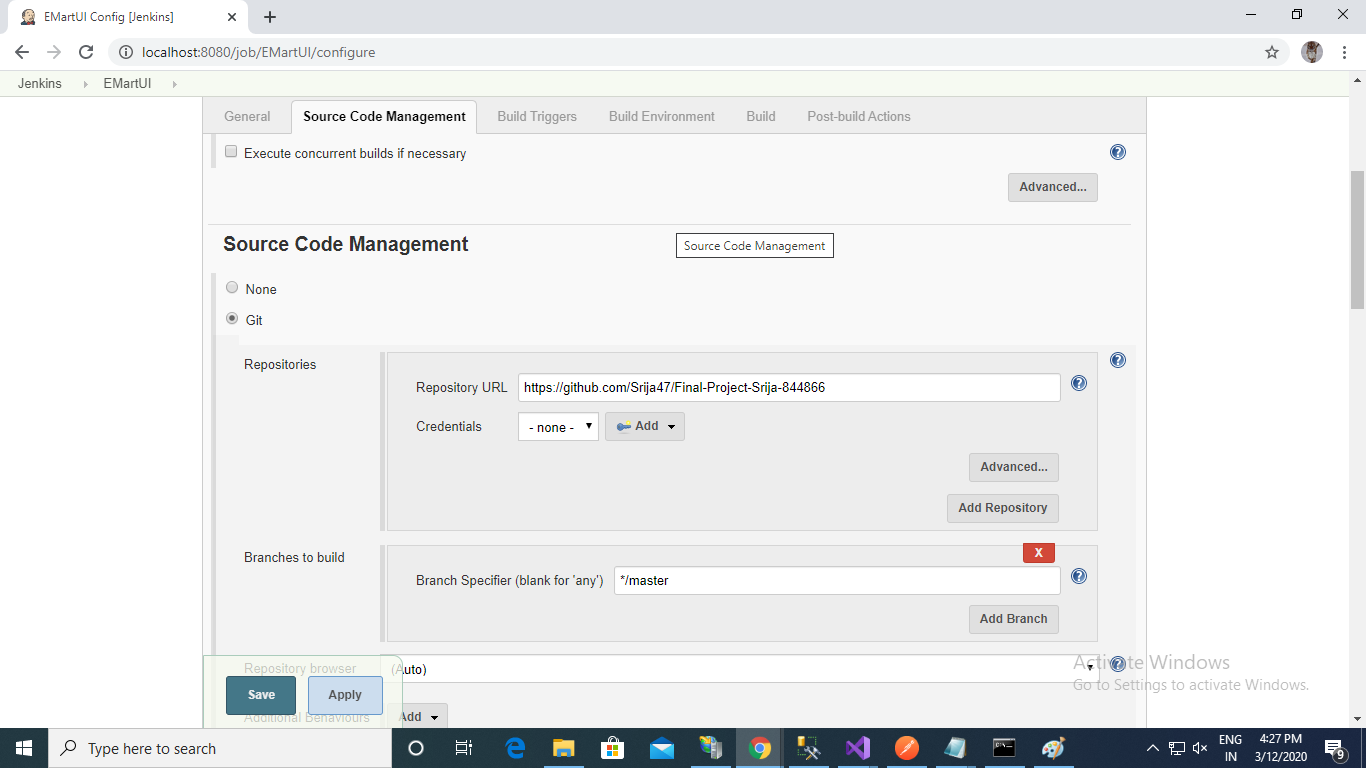 EMartUI Config [Jenkins]
localhost:8080/job/EMartUI/configure
Jenkins EMartUI
General Source Code Management Build Triggers Build Environment Build Post-build Actions
Execute concurrent builds if necessary
Advanced...
Source Code Management
Source Code Management
None
Git
Repositories
Repository URL https://github.com/Srija47/Final-Project-Srija-844866
Credentials - none - Add
Advanced...
Add Repository
Branches to build
X
Branch Specifier (blank for 'any') */master
Add Branch
Repository browser (Auto)
Activate Windows
Go to Settings to activate Windows.
Save Apply
Additional Behaviours Add
Type here to search
ENG
IN
4:27 PM
3/12/2020
9